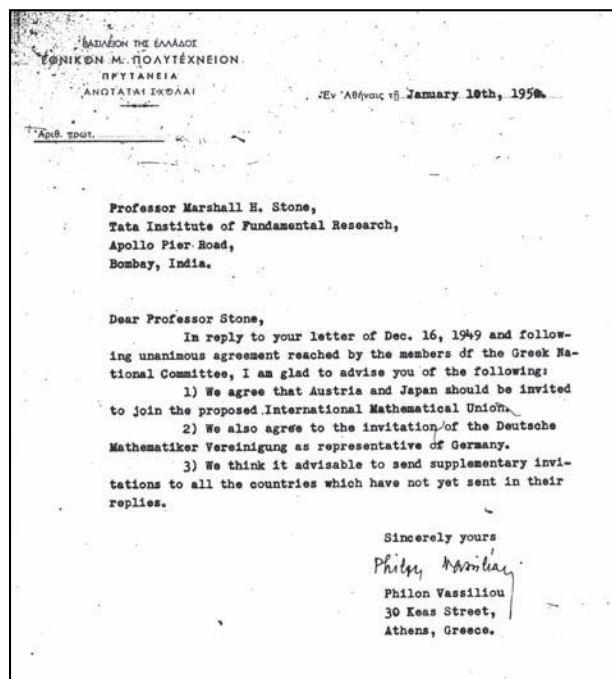 ΒΑΣΙΛΕΙΟΝ ΤΗΣ ΕΛΛΑΔΟΣ
ΕΘΝΙΚΟΝ Μ. ΠΟΛΥΤΕΧΝΕΙΟΝ
ΠΡΥΤΑΝΕΙΑ
ΑΝΩΤΑΤΑΙ ΣΧΟΛΑΙ
Ἐν Ἀθήναις τῇ January 10th, 1950.
Ἀριθ. πρωτ.
Professor Marshall H. Stone,
Tata Institute of Fundamental Research,
Apollo Pier Road,
Bombay, India.
Dear Professor Stone,
In reply to your letter of Dec. 16, 1949 and follow-
ing unanimous agreement reached by the members of the Greek Na-
tional Committee, I am glad to advise you of the following:
1) We agree that Austria and Japan should be invited
to join the proposed International Mathematical Union.
2) We also agree to the invitation of the Deutsche
Mathematiker Vereinigung as representative of Germany.
3) We think it advisable to send supplementary invi-
tations to all the countries which have not yet sent in their
replies.
Sincerely yours
Philon Vassiliou
Philon Vassiliou
30 Keas Street,
Athens, Greece.